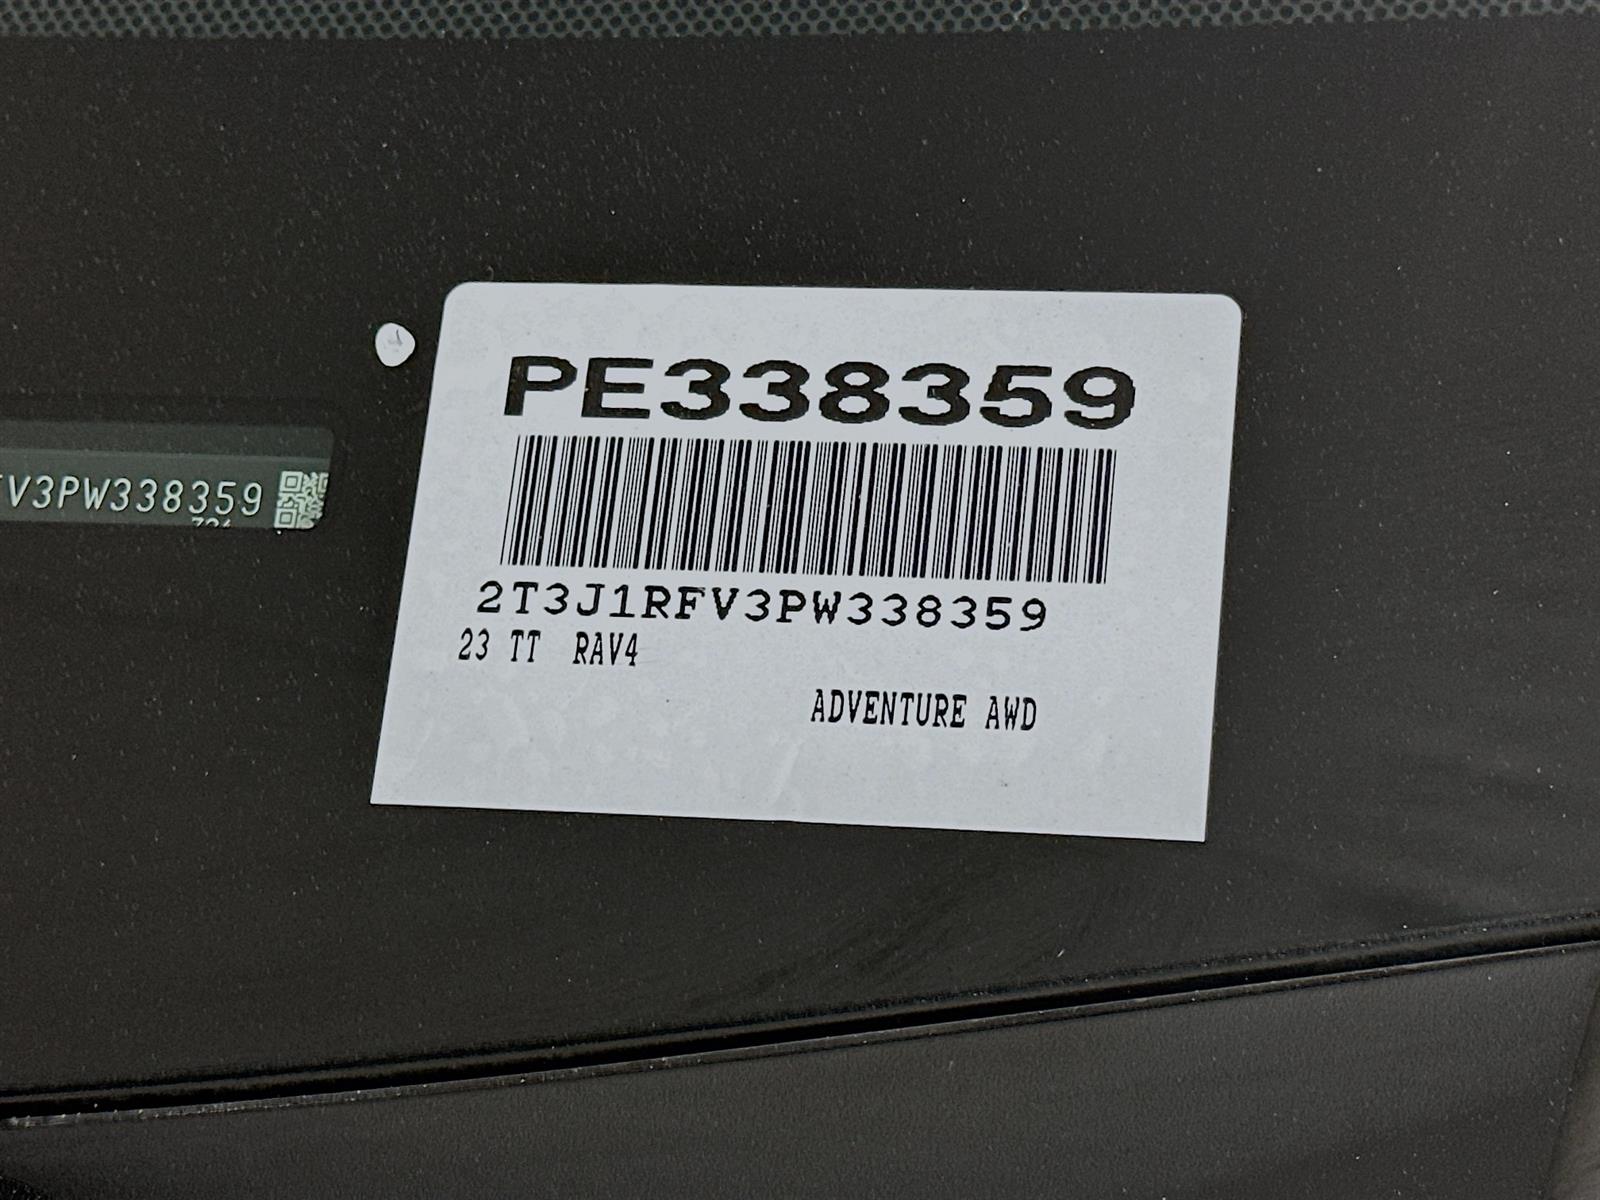 PE338359
V3PW338359
2T3J1RFV3PW338359
23 TT RAV4
ADVENTURE AWD